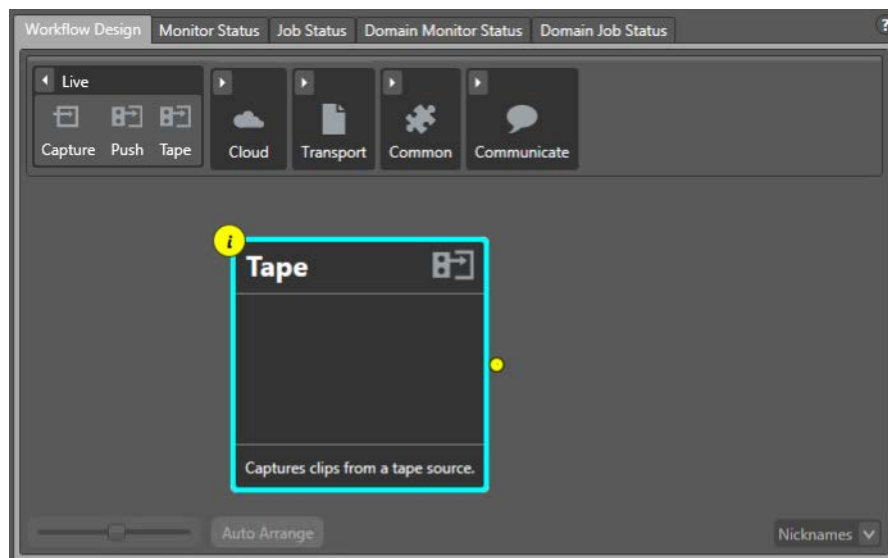 Workflow Design Monitor Status Job Status Domain Monitor Status Domain Job Status ?
Live
Capture Push Tape Cloud Transport Common Communicate
i
Tape
Captures clips from a tape source.
Auto Arrange Nicknames